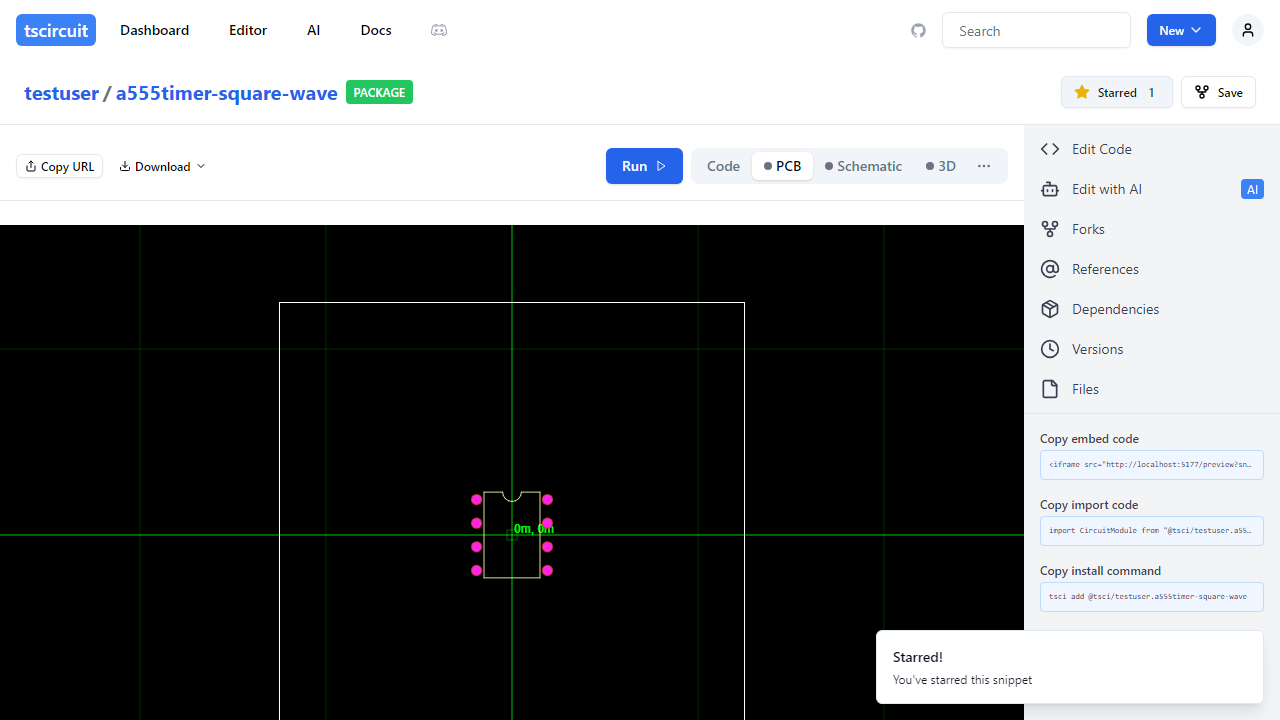 tscircuit Dashboard Editor AI Docs Search New
testuser / a555timer-square-wave PACKAGE Starred 1 Save
Copy URL Download Run Code PCB Schematic 3D ...
Edit Code
Edit with AI AI
Forks
References
Dependencies
Versions
Files
Copy embed code
<iframe src="http://localhost:5177/preview?sn…
Copy import code
import CircuitModule from "@tsci/testuser.a55…
Copy install command
tsci add @tsci/testuser.a555timer-square-wave
0m, 0m
Starred!
You've starred this snippet